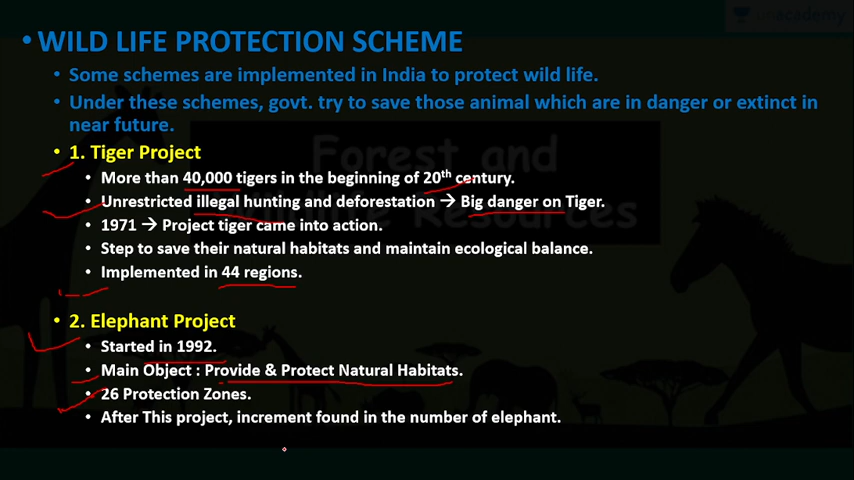 academy
• WILD LIFE PROTECTION SCHEME
• Some schemes are implemented in India to protect wild life.
• Under these schemes, govt. try to save those animal which are in danger or extinct in
near future.
Forest and
Wildlife Resources
• 1. Tiger Project
• More than 40,000 tigers in the beginning of 20th century.
• Unrestricted illegal hunting and deforestation → Big danger on Tiger.
• 1971 → Project tiger came into action.
• Step to save their natural habitats and maintain ecological balance.
• Implemented in 44 regions.
• 2. Elephant Project
• Started in 1992.
• Main Object : Provide & Protect Natural Habitats.
• 26 Protection Zones.
• After This project, increment found in the number of elephant.